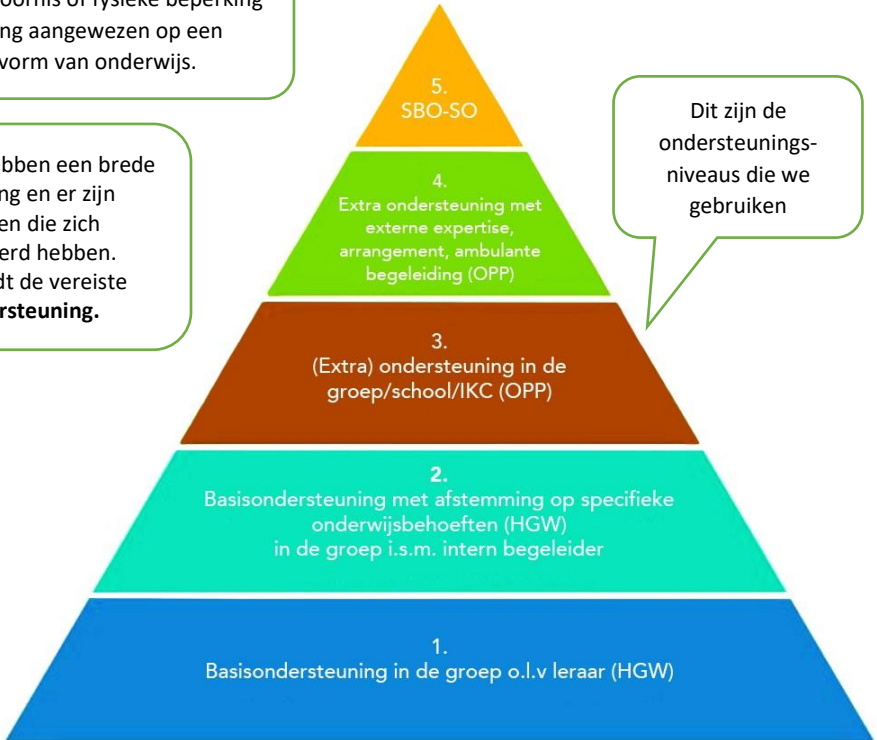 oornis of fysieke beperking
ng aangewezen op een
vorm van onderwijs.
ebben een brede
ng en er zijn
en die zich
erd hebben.
dt de vereiste
rsteuning.
5.
SBO-SO
4.
Extra ondersteuning met
externe expertise,
arrangement, ambulante
begeleiding (OPP)
Dit zijn de
ondersteunings-
niveaus die we
gebruiken
3.
(Extra) ondersteuning in de
groep/school/IKC (OPP)
2.
Basisondersteuning met afstemming op specifieke
onderwijsbehoeften (HGW)
in de groep i.s.m. intern begeleider
1.
Basisondersteuning in de groep o.l.v leraar (HGW)